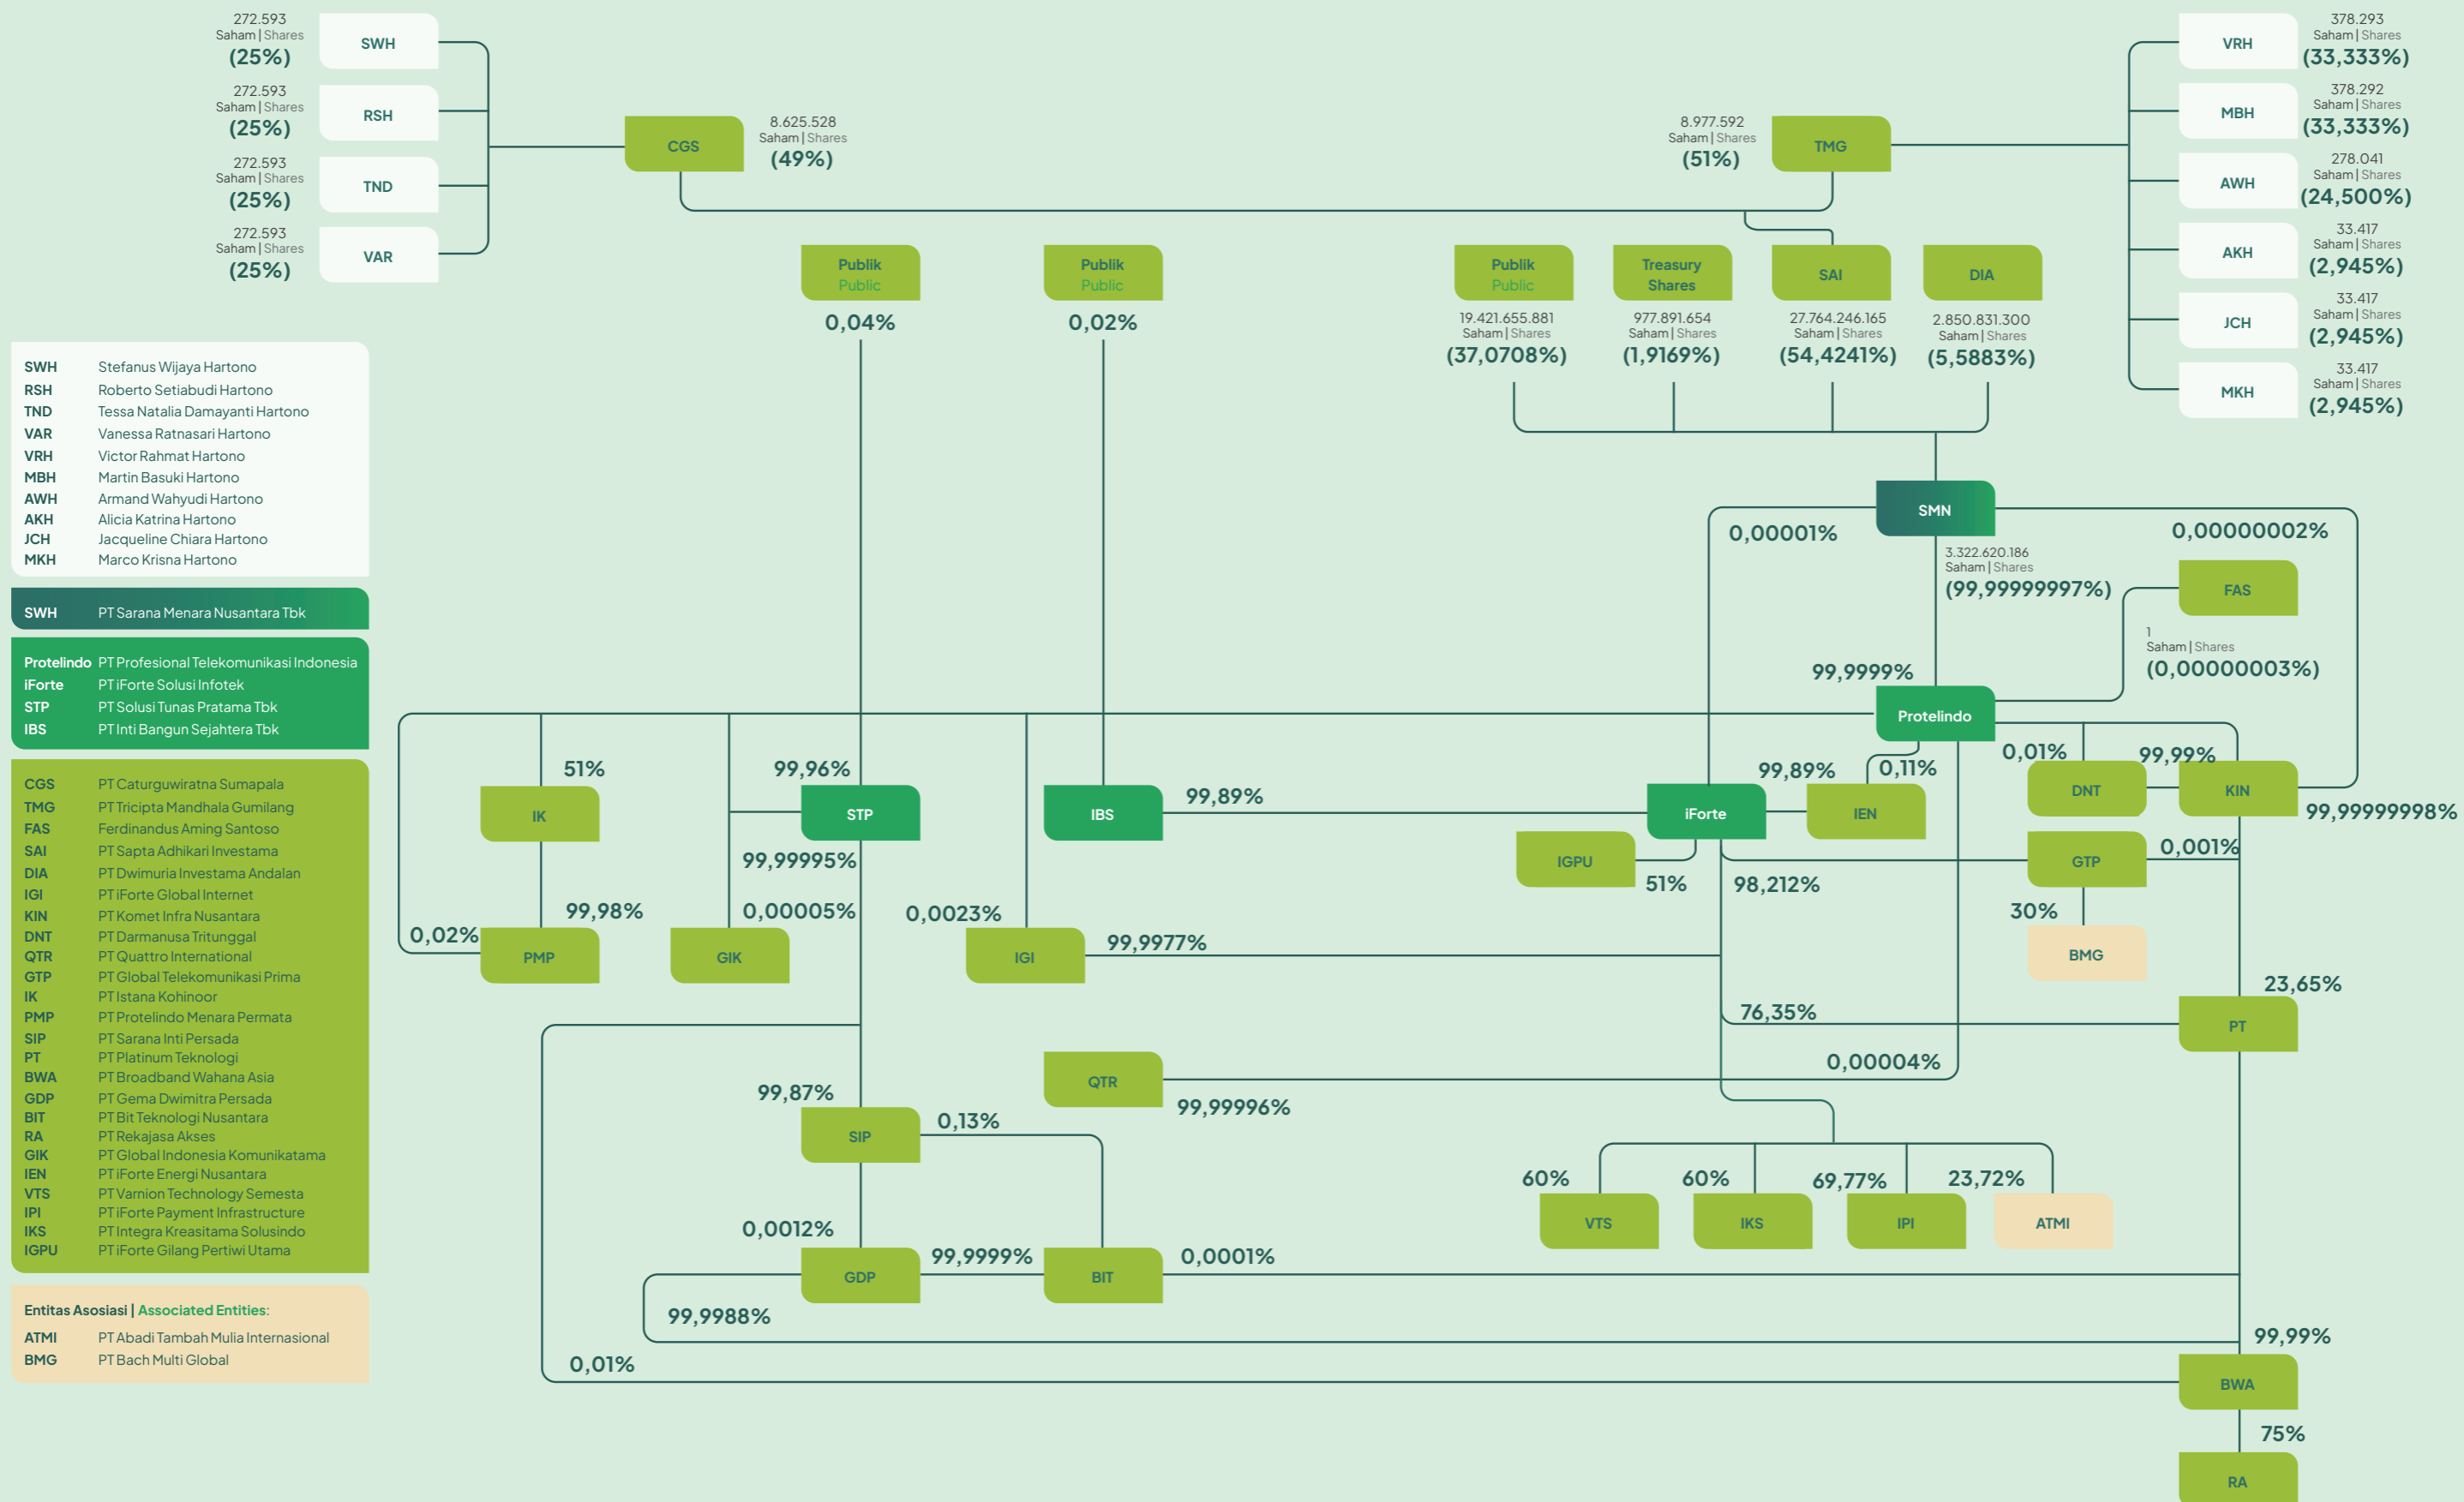 272.593
Saham | Shares
(25%)
SWH
272.593
Saham | Shares
(25%)
RSH
272.593
Saham | Shares
(25%)
TND
272.593
Saham | Shares
(25%)
VAR
CGS
8.625.528
Saham | Shares
(49%)
8.977.592
Saham | Shares
(51%)
TMG
VRH
378.293
Saham | Shares
(33,333%)
MBH
378.292
Saham | Shares
(33,333%)
AWH
278.041
Saham | Shares
(24,500%)
AKH
33.417
Saham | Shares
(2,945%)
JCH
33.417
Saham | Shares
(2,945%)
MKH
33.417
Saham | Shares
(2,945%)
Publik
Public
0,04%
Publik
Public
0,02%
Publik
Public
19.421.655.881
Saham | Shares
(37,0708%)
Treasury
Shares
977.891.654
Saham | Shares
(1,9169%)
SAI
27.764.246.165
Saham | Shares
(54,4241%)
DIA
2.850.831.300
Saham | Shares
(5,5883%)
SWH Stefanus Wijaya Hartono
RSH Roberto Setiabudi Hartono
TND Tessa Natalia Damayanti Hartono
VAR Vanessa Ratnasari Hartono
VRH Victor Rahmat Hartono
MBH Martin Basuki Hartono
AWH Armand Wahyudi Hartono
AKH Alicia Katrina Hartono
JCH Jacqueline Chiara Hartono
MKH Marco Krisna Hartono
SWH PT Sarana Menara Nusantara Tbk
Protelindo PT Profesional Telekomunikasi Indonesia
iForte PT iForte Solusi Infotek
STP PT Solusi Tunas Pratama Tbk
IBS PT Inti Bangun Sejahtera Tbk
CGS PT Caturguwiratna Sumapala
TMG PT Tricipta Mandhala Gumilang
FAS Ferdinandus Aming Santoso
SAI PT Sapta Adhikari Investama
DIA PT Dwimuria Investama Andalan
IGI PT iForte Global Internet
KIN PT Komet Infra Nusantara
DNT PT Darmanusa Tritunggal
QTR PT Quattro International
GTP PT Global Telekomunikasi Prima
IK PT Istana Kohinoor
PMP PT Protelindo Menara Permata
SIP PT Sarana Inti Persada
PT PT Platinum Teknologi
BWA PT Broadband Wahana Asia
GDP PT Gema Dwimitra Persada
BIT PT Bit Teknologi Nusantara
RA PT Rekajasa Akses
GIK PT Global Indonesia Komunikatama
IEN PT iForte Energi Nusantara
VTS PT Varnion Technology Semesta
IPI PT iForte Payment Infrastructure
IKS PT Integra Kreasitama Solusindo
IGPU PT iForte Gilang Pertiwi Utama
Entitas Asosiasi | Associated Entities:
ATMI PT Abadi Tambah Mulia Internasional
BMG PT Bach Multi Global
SMN
0,00001%
0,00000002%
3.322.620.186
Saham | Shares
(99,99999997%)
FAS
1
Saham | Shares
(0,00000003%)
99,9999%
Protelindo
0,01%
99,99%
51%
99,96%
99,89%
99,89%
0,11%
IK
STP
IBS
iForte
IEN
DNT
KIN
99,99999998%
99,99995%
IGPU
51%
98,212%
GTP
0,001%
99,98%
0,00005%
0,0023%
30%
0,02%
PMP
GIK
IGI
99,9977%
BMG
76,35%
23,65%
PT
0,00004%
QTR
99,99996%
99,87%
SIP
0,13%
60%
60%
69,77%
23,72%
VTS
IKS
IPI
ATMI
0,0012%
GDP
99,9999%
BIT
0,0001%
99,9988%
99,99%
0,01%
BWA
75%
RA